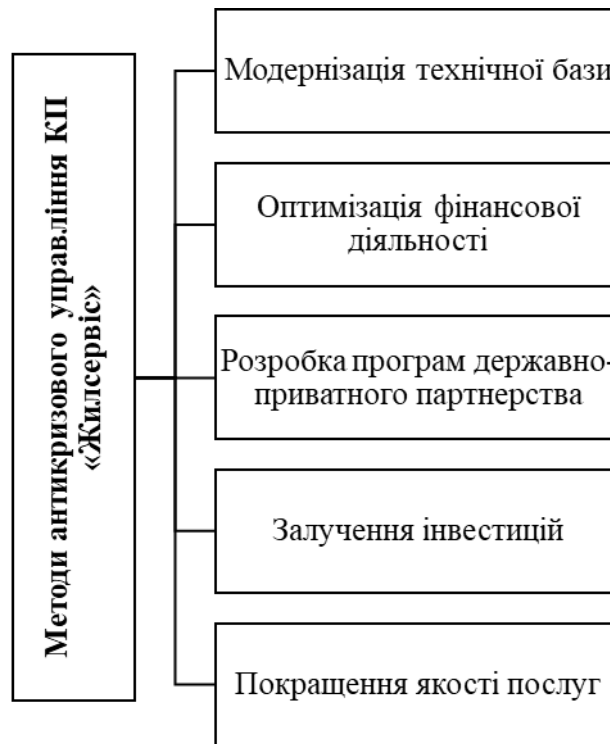 Методи антикризового управління КП
«Жилсервіс»
Модернізація технічної бази
Оптимізація фінансової
діяльності
Розробка програм державно-
приватного партнерства
Залучення інвестицій
Покращення якості послуг